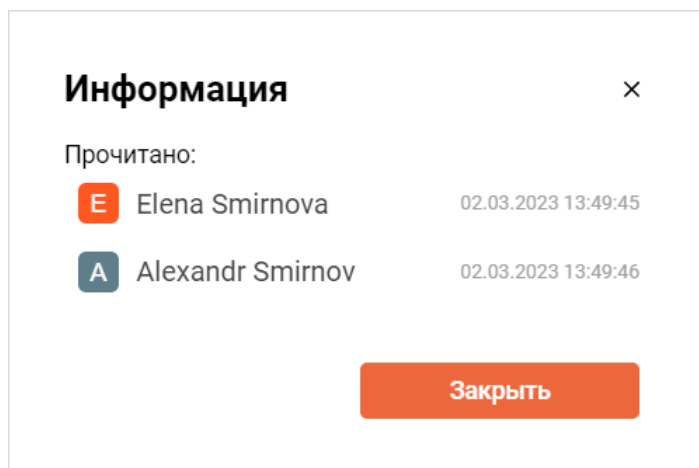 Информация
Прочитано:
E Elena Smirnova 02.03.2023 13:49:45
A Alexandr Smirnov 02.03.2023 13:49:46
Закрыть